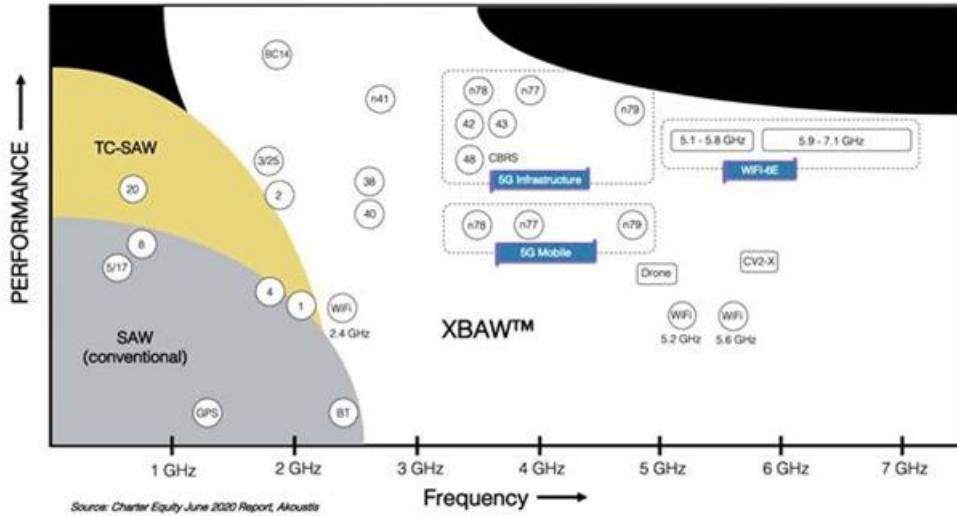 PERFORMANCE
BC14
n41
n78
n77
n79
42
43
48
CBRS
5G Infrastructure
5.1 - 5.8 GHz
5.9 - 7.1 GHz
WiFi-6E
TC-SAW
3/25
20
2
38
40
n78
n77
n79
5G Mobile
8
5/17
Drone
CV2-X
4
1
WiFi
2.4 GHz
WiFi
5.2 GHz
WiFi
5.6 GHz
XBAW™
SAW
(conventional)
GPS
BT
1 GHz
2 GHz
3 GHz
4 GHz
5 GHz
6 GHz
7 GHz
Frequency
Source: Charter Equity June 2020 Report, Akoustis